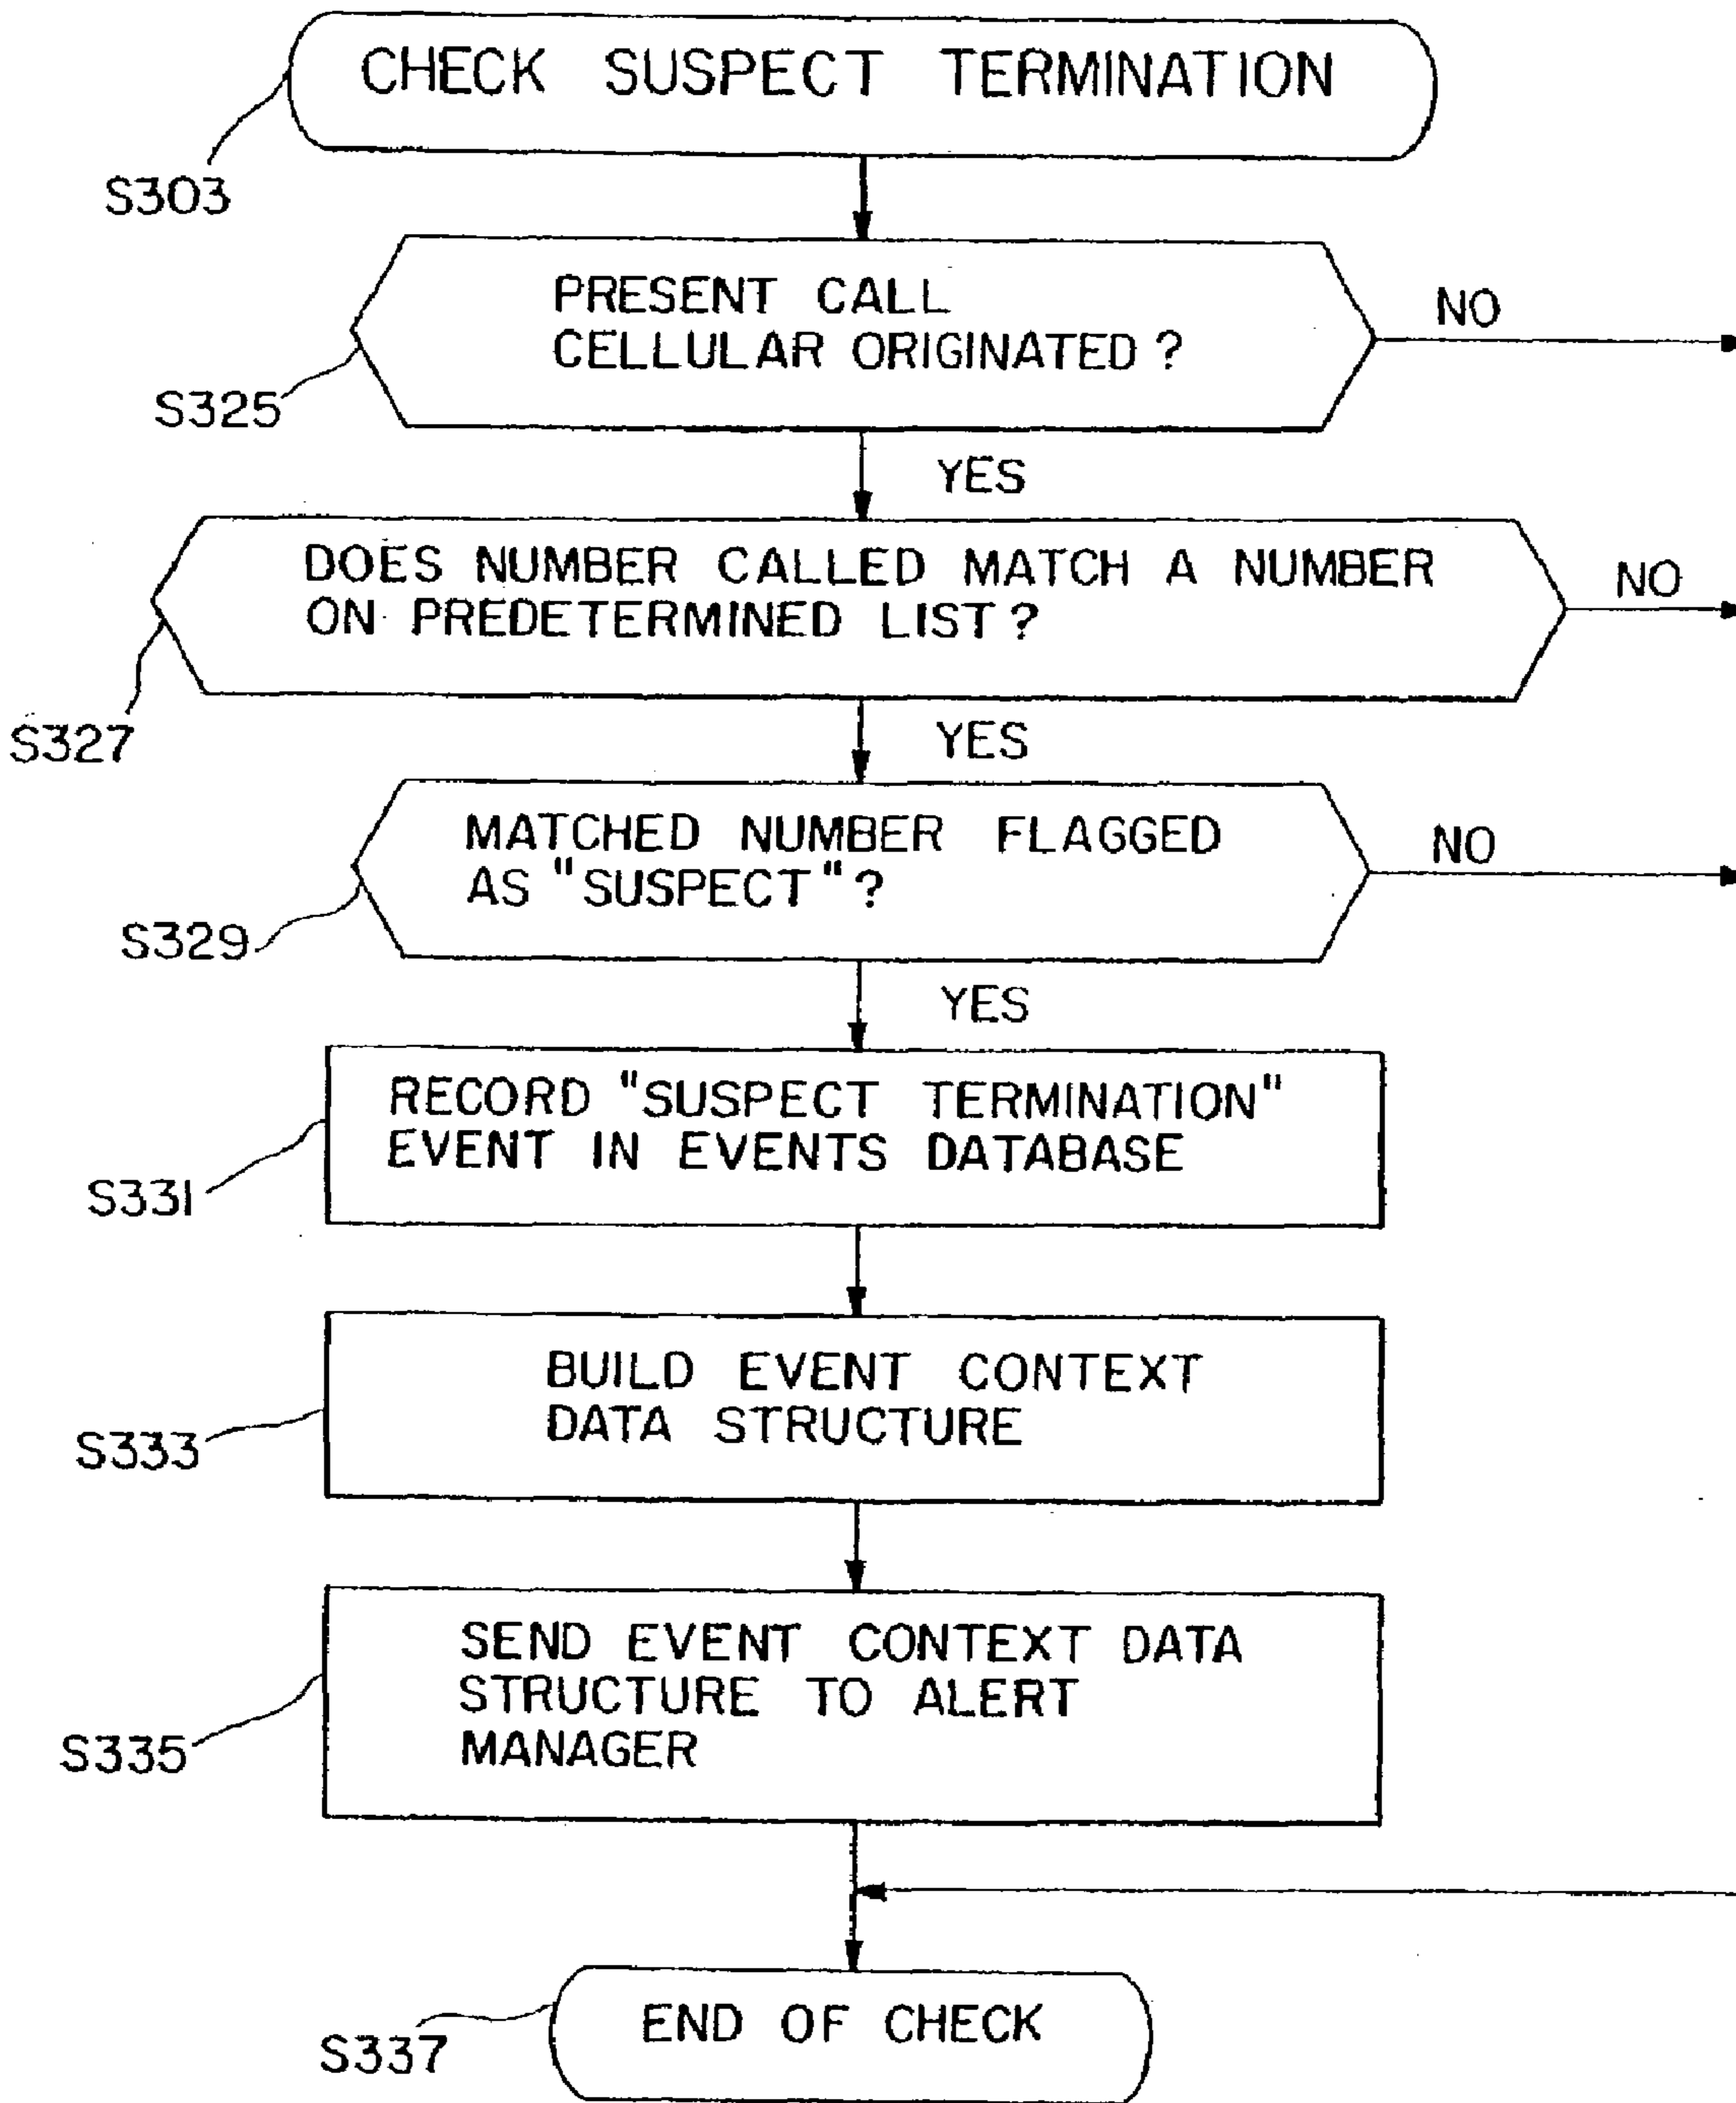 CHECK SUSPECT TERMINATION
S303
PRESENT CALL
CELLULAR ORIGINATED?
NO
S325
YES
DOES NUMBER CALLED MATCH A NUMBER
ON PREDETERMINED LIST?
NO
S327
YES
MATCHED NUMBER FLAGGED
AS "SUSPECT"?
NO
S329
YES
RECORD "SUSPECT TERMINATION"
EVENT IN EVENTS DATABASE
S331
BUILD EVENT CONTEXT
DATA STRUCTURE
S333
SEND EVENT CONTEXT DATA
STRUCTURE TO ALERT
MANAGER
S335
END OF CHECK
S337